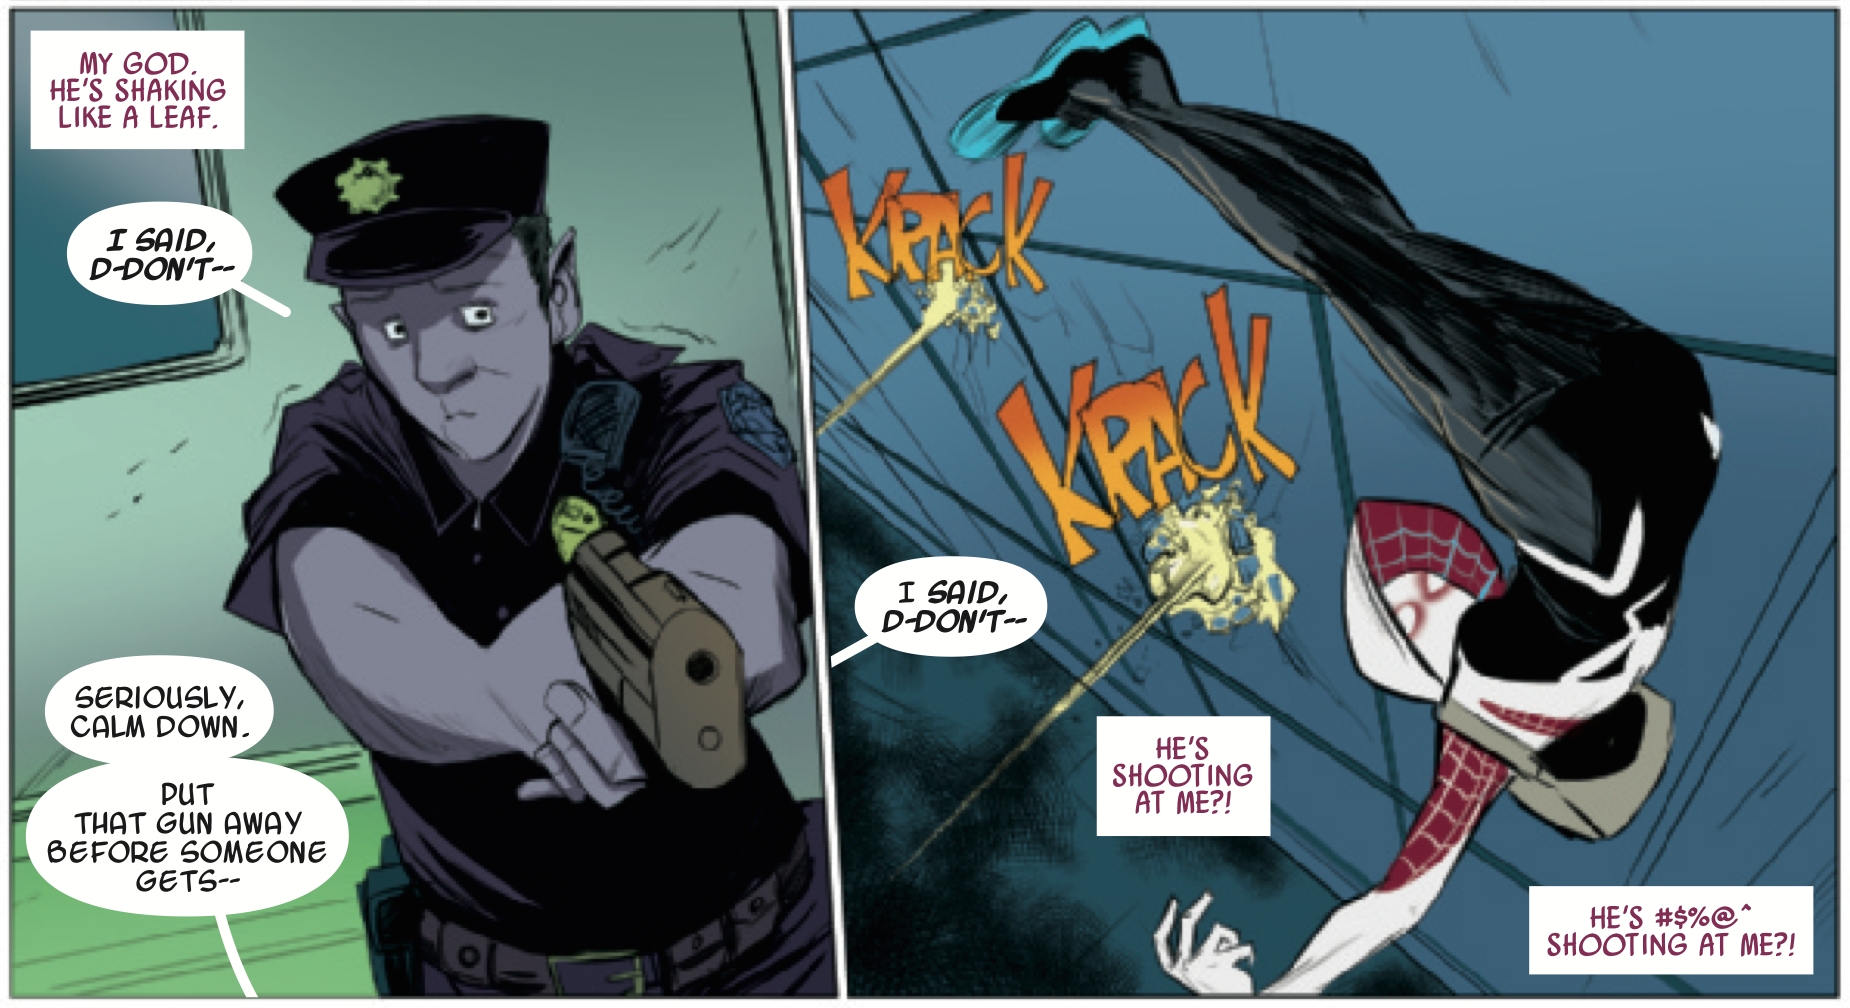 MY GOD.
HE'S SHAKING
LIKE A LEAF.
I SAID,
D-DON'T--
SERIOUSLY,
CALM DOWN.
PUT
THAT GUN AWAY
BEFORE SOMEONE
GETS--
KRACK
KRACK
I SAID,
D-DON'T--
HE'S
SHOOTING
AT ME?!
HE'S #$%@^
SHOOTING AT ME?!